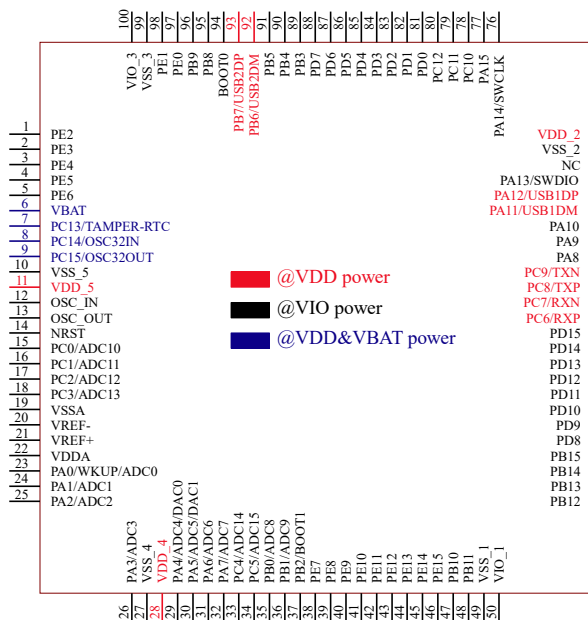 100 99 98 97 96 95 94 93 92 91 90 89 88 87 86 85 84 83 82 81 80 79 78 77 76
VIO_3
VSS_3
PE1
PE0
PB9
PB8
BOOT0
PB7/USB2DP
PB6/USB2DM
PB5
PB4
PB3
PD7
PD6
PD5
PD4
PD3
PD2
PD1
PD0
PC12
PC11
PC10
PA15
PA14/SWCLK
1 PE2
2 PE3
3 PE4
4 PE5
5 PE6
6 VBAT
7 PC13/TAMPER-RTC
8 PC14/OSC32IN
9 PC15/OSC32OUT
10 VSS_5
11 VDD_5
12 OSC_IN
13 OSC_OUT
14 NRST
15 PC0/ADC10
16 PC1/ADC11
17 PC2/ADC12
18 PC3/ADC13
19 VSSA
20 VREF-
21 VREF+
22 VDDA
23 PA0/WKUP/ADC0
24 PA1/ADC1
25 PA2/ADC2
@VDD power
@VIO power
@VDD&VBAT power
VDD_2
VSS_2
NC
PA13/SWDIO
PA12/USB1DP
PA11/USB1DM
PA10
PA9
PA8
PC9/TXN
PC8/TXP
PC7/RXN
PC6/RXP
PD15
PD14
PD13
PD12
PD11
PD10
PD9
PD8
PB15
PB14
PB13
PB12
PA3/ADC3
VSS_4
VDD_4
PA4/ADC4/DAC0
PA5/ADC5/DAC1
PA6/ADC6
PA7/ADC7
PC4/ADC14
PC5/ADC15
PB0/ADC8
PB1/ADC9
PB2/BOOT1
PE7
PE8
PE9
PE10
PE11
PE12
PE13
PE14
PE15
PB10
PB11
VSS_1
VIO_1
26 27 28 29 30 31 32 33 34 35 36 37 38 39 40 41 42 43 44 45 46 47 48 49 50